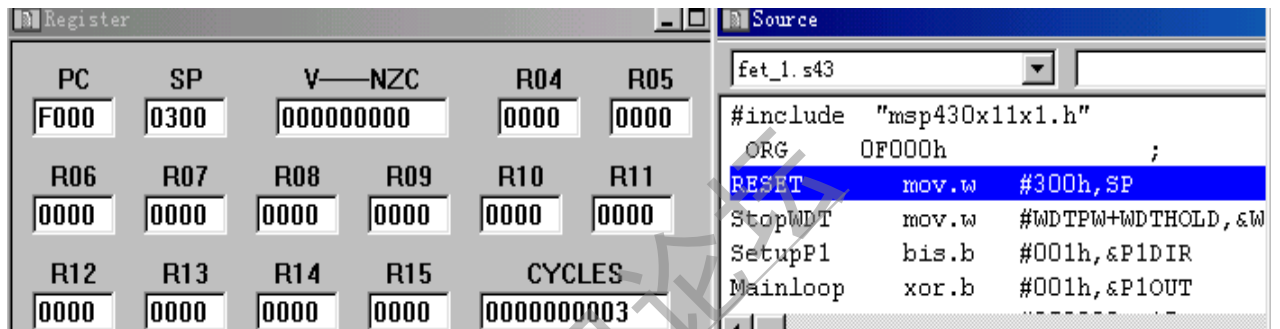 Register
PC SP V——NZC R04 R05
F000 0300 000000000 0000 0000
R06 R07 R08 R09 R10 R11
0000 0000 0000 0000 0000 0000
R12 R13 R14 R15 CYCLES
0000 0000 0000 0000 0000000003
Source
fet_1.s43
#include "msp430x11x1.h"
ORG 0F000h ;
RESET mov.w #300h,SP
StopWDT mov.w #WDTPW+WDTHOLD,&W
SetupP1 bis.b #001h,&P1DIR
Mainloop xor.b #001h,&P1OUT
论坛